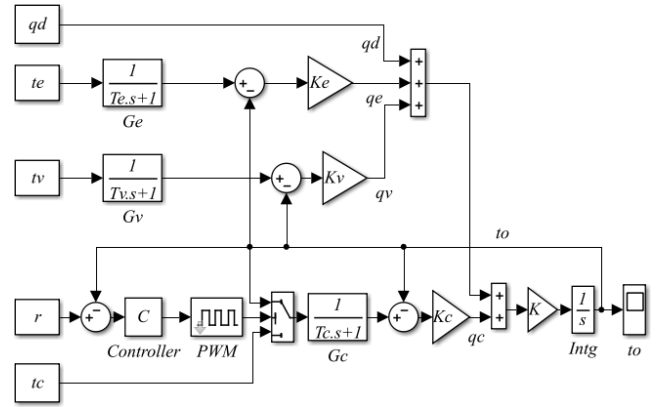 qd
qd
te
1
Te.s+1
Ge
+
-
Ke
qe
+
+
+
tv
1
Tv.s+1
Gv
+
-
Kv
qv
to
r
+
-
C
Controller
PWM
1
Tc.s+1
Gc
+
-
Kc
qc
+
+
K
1
s
Intg
to
tc